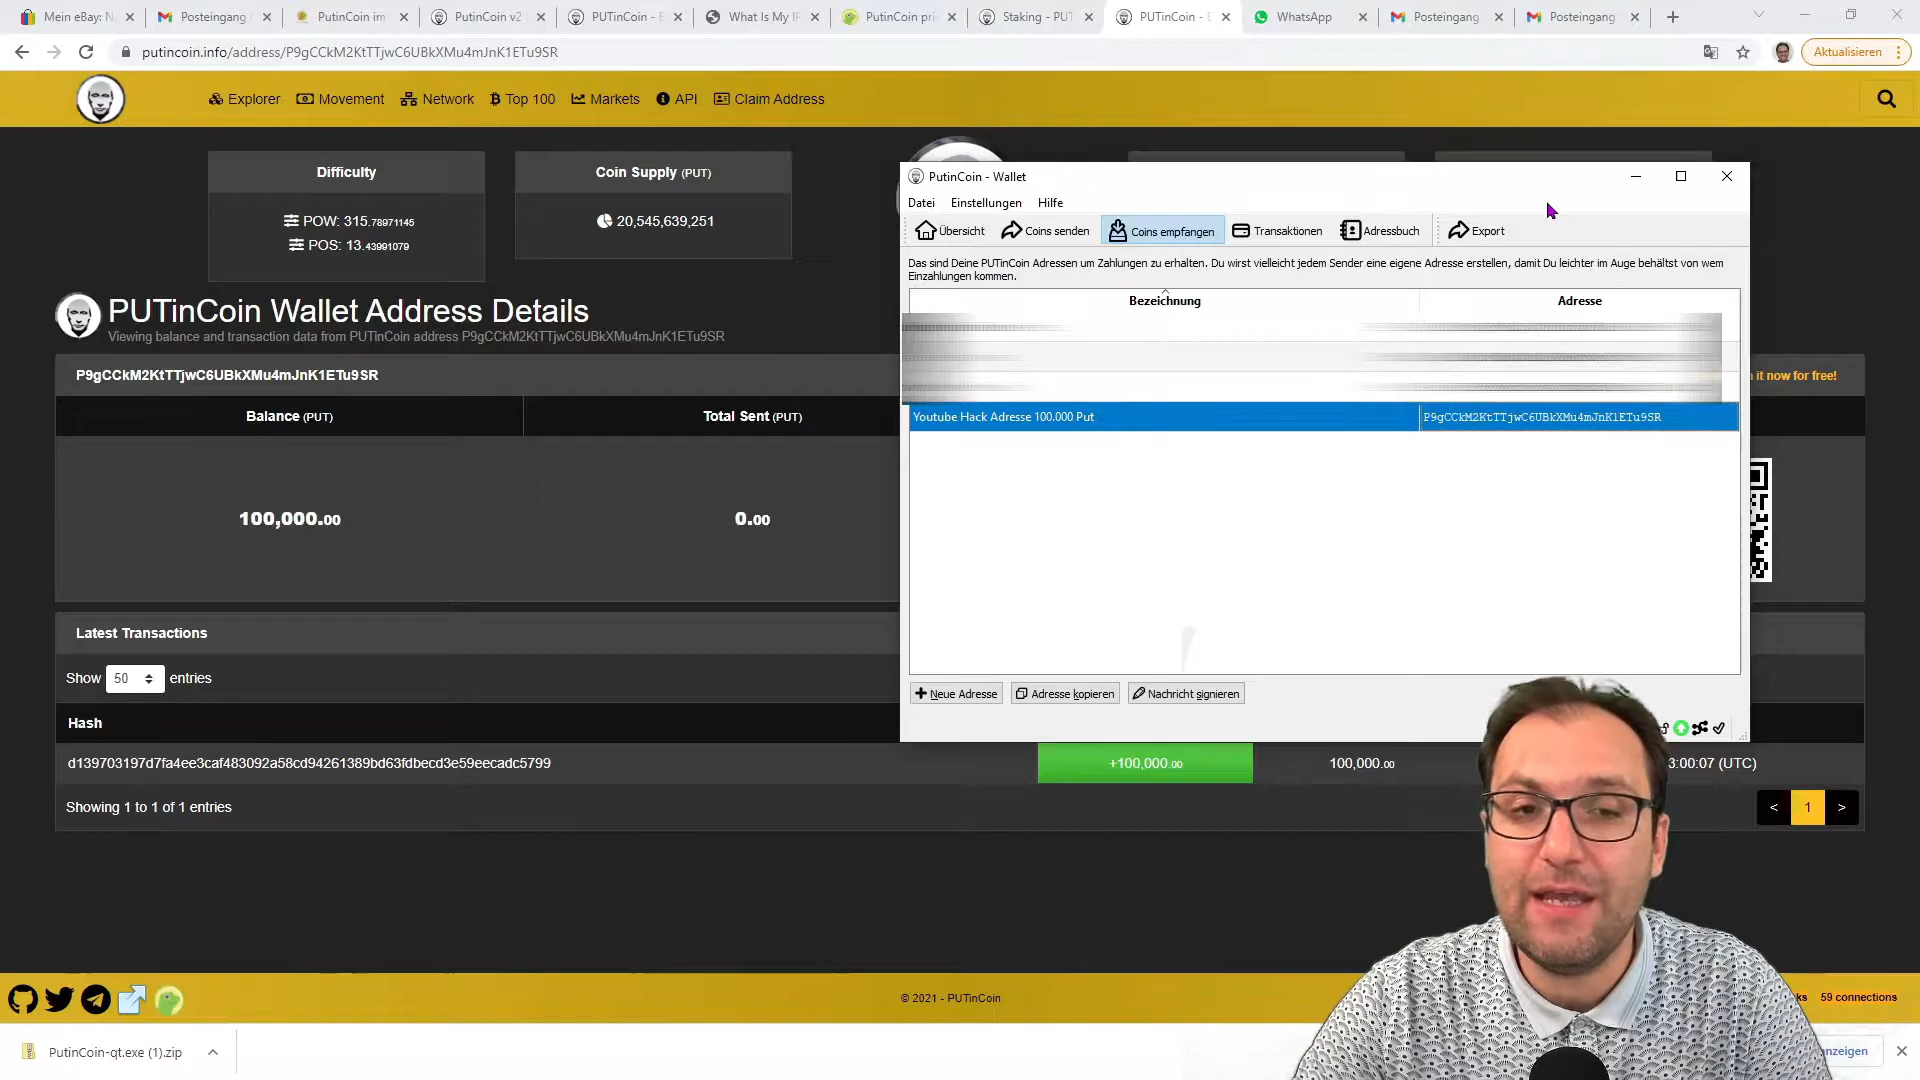 Mein eBay: N
Posteingang
PutinCoin im
PutinCoin v2
PUTinCoin - E
What Is My IP
PutinCoin pri
Staking - PUT
PUTinCoin - E
WhatsApp
Posteingang
Posteingang
putincoin.info/address/P9gCCkM2KtTTjwC6UBkXMu4mJnK1ETu9SR
Aktualisieren
Explorer
Movement
Network
Top 100
Markets
API
Claim Address
Difficulty
POW: 315.78971145
POS: 13.43991079
Coin Supply (PUT)
20,545,639,251
PUTinCoin Wallet Address Details
Viewing balance and transaction data from PUTinCoin address P9gCCkM2KtTTjwC6UBkXMu4mJnK1ETu9SR
P9gCCkM2KtTTjwC6UBkXMu4mJnK1ETu9SR
it now for free!
Balance (PUT)
Total Sent (PUT)
100,000.00
0.00
Latest Transactions
Show 50 entries
Hash
d139703197d7fa4ee3caf483092a58cd94261389bd63fdbecd3e59eecadc5799
+100,000.00
100,000.00
3:00:07 (UTC)
Showing 1 to 1 of 1 entries
<
1
>
PutinCoin - Wallet
Datei
Einstellungen
Hilfe
Übersicht
Coins senden
Coins empfangen
Transaktionen
Adressbuch
Export
Das sind Deine PUTinCoin Adressen um Zahlungen zu erhalten. Du wirst vielleicht jedem Sender eine eigene Adresse erstellen, damit Du leichter im Auge behältst von wem
Einzahlungen kommen.
Bezeichnung
Adresse
Youtube Hack Adresse 100.000 Put
P9gCCkM2KtTTjwC6UBkXMu4mJnK1ETu9SR
Neue Adresse
Adresse kopieren
Nachricht signieren
© 2021 - PUTinCoin
59 connections
PutinCoin-qt.exe (1).zip
anzeigen